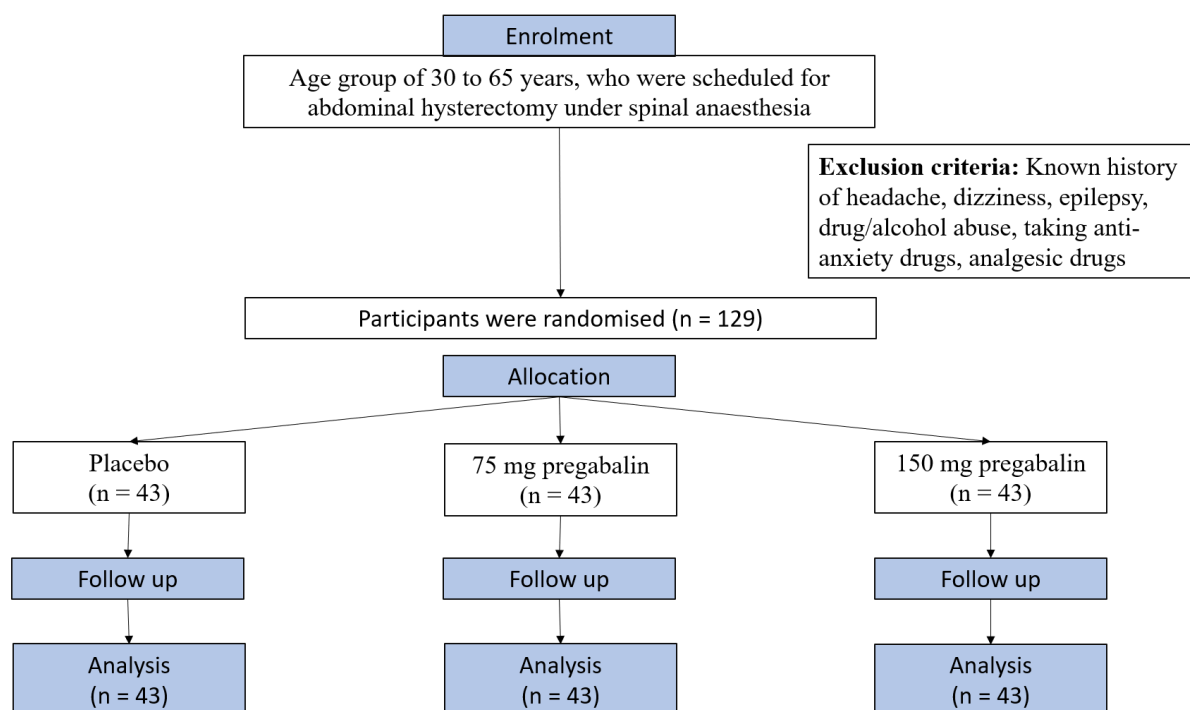 Enrolment
Age group of 30 to 65 years, who were scheduled for
abdominal hysterectomy under spinal anaesthesia
Exclusion criteria: Known history
of headache, dizziness, epilepsy,
drug/alcohol abuse, taking anti-
anxiety drugs, analgesic drugs
Participants were randomised (n = 129)
Allocation
Placebo
(n = 43)
75 mg pregabalin
(n = 43)
150 mg pregabalin
(n = 43)
Follow up
Follow up
Follow up
Analysis
(n = 43)
Analysis
(n = 43)
Analysis
(n = 43)